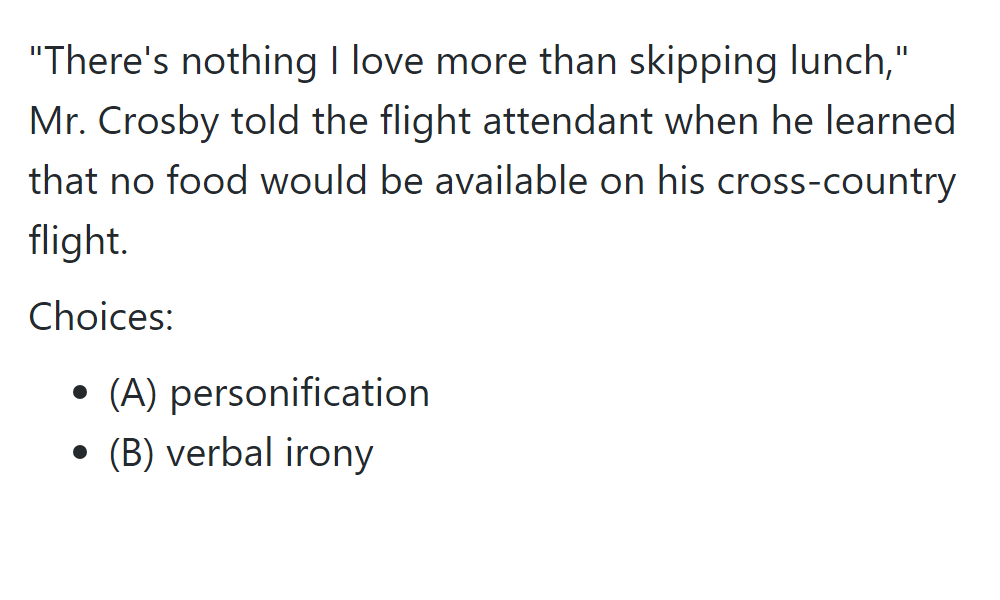 "There's nothing I love more than skipping lunch,"
Mr. Crosby told the flight attendant when he learned
that no food would be available on his cross-country
flight.
Choices:
• (A) personification
• (B) verbal irony